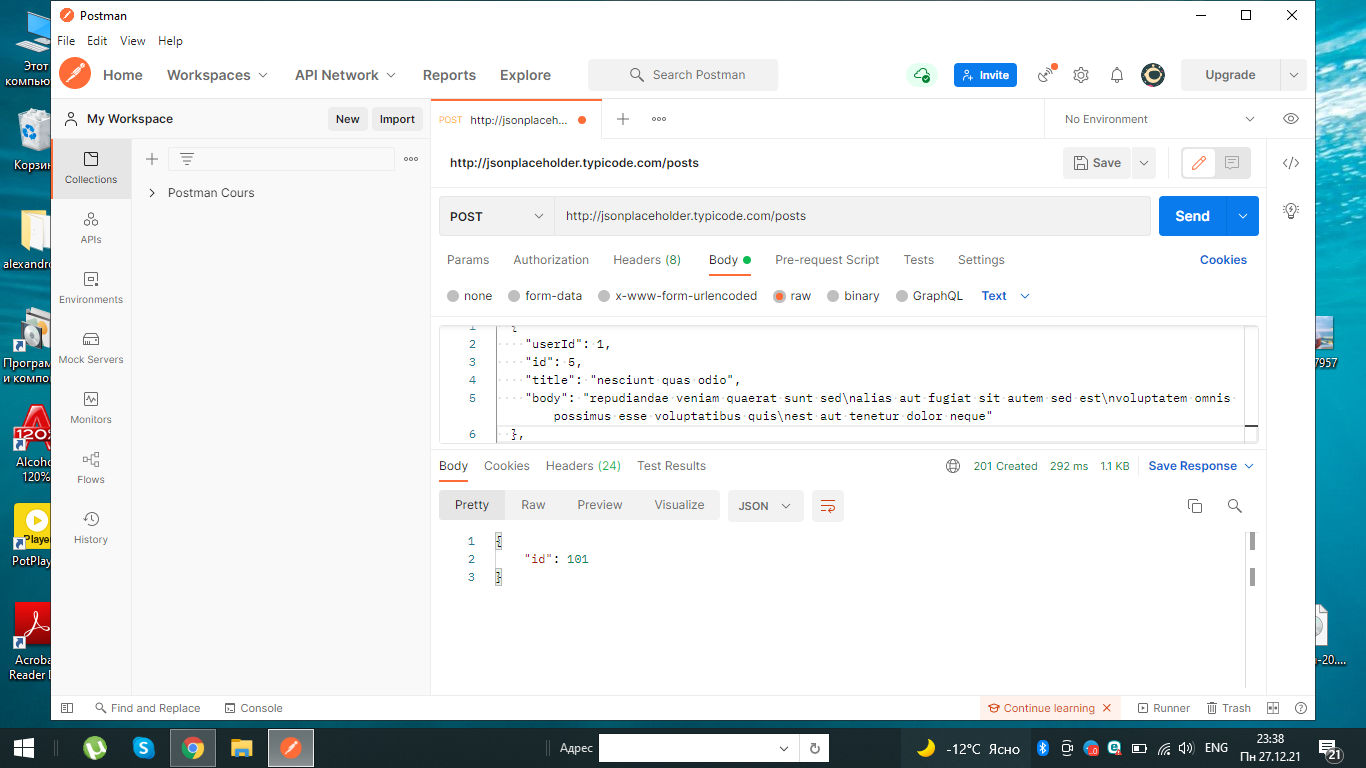 Postman
File Edit View Help
Home Workspaces API Network Reports Explore Search Postman Invite Upgrade
My Workspace New Import
POST http://jsonplaceh... No Environment
http://jsonplaceholder.typicode.com/posts Save
Collections
Postman Cours
POST http://jsonplaceholder.typicode.com/posts Send
APIs
Params Authorization Headers (8) Body Pre-request Script Tests Settings Cookies
Environments
none form-data x-www-form-urlencoded raw binary GraphQL Text
Mock Servers
1 {
2 "userId": 1,
3 "id": 5,
4 "title": "nesciunt quas odio",
5 "body": "repudiandae veniam quaerat sunt sed\nalias aut fugiat sit autem sed est\nvoluptatem omnis
possimus esse voluptatibus quis\nest aut tenetur dolor neque"
6 },
Monitors
Flows
History
Body Cookies Headers (24) Test Results 201 Created 292 ms 1.1 KB Save Response
Pretty Raw Preview Visualize JSON
1 {
2 "id": 101
3 }
Find and Replace Console Continue learning Runner Trash
Этот
компью
Корзин
alexandro
Програм
и компо
120%
Alcoho
120%
Player
PotPlaye
Acroba
Reader D
7957
-20....
Адрес
-12°C Ясно
ENG
23:38
Пн 27.12.21
21